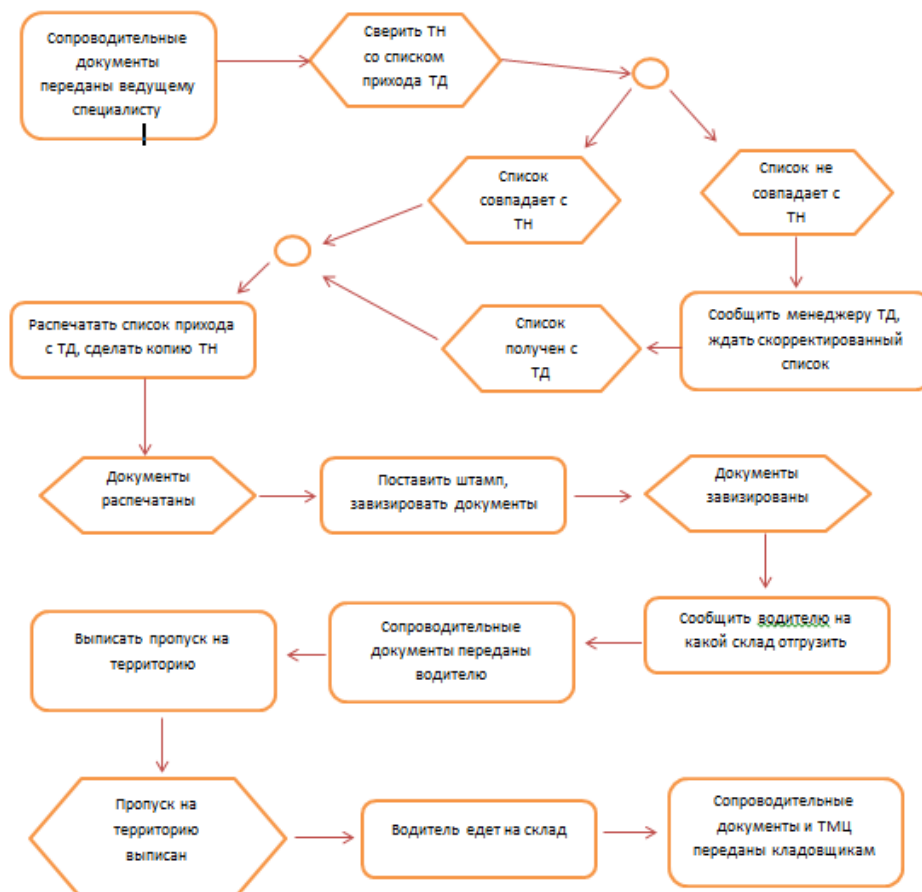 Сопроводительные
документы
переданы ведущему
специалисту
Сверить ТН
со списком
прихода ТД
Список
совпадает с
ТН
Список не
совпадает с
ТН
Распечатать список прихода
с ТД, сделать копию ТН
Список
получен с
ТД
Сообщить менеджеру ТД,
ждать скорректированный
список
Документы
распечатаны
Поставить штамп,
завизировать документы
Документы
завизированы
Выписать пропуск на
территорию
Сопроводительные
документы переданы
водителю
Сообщить водителю на
какой склад отгрузить
Пропуск на
территорию
выписан
Водитель едет на склад
Сопроводительные
документы и ТМЦ
переданы кладовщикам